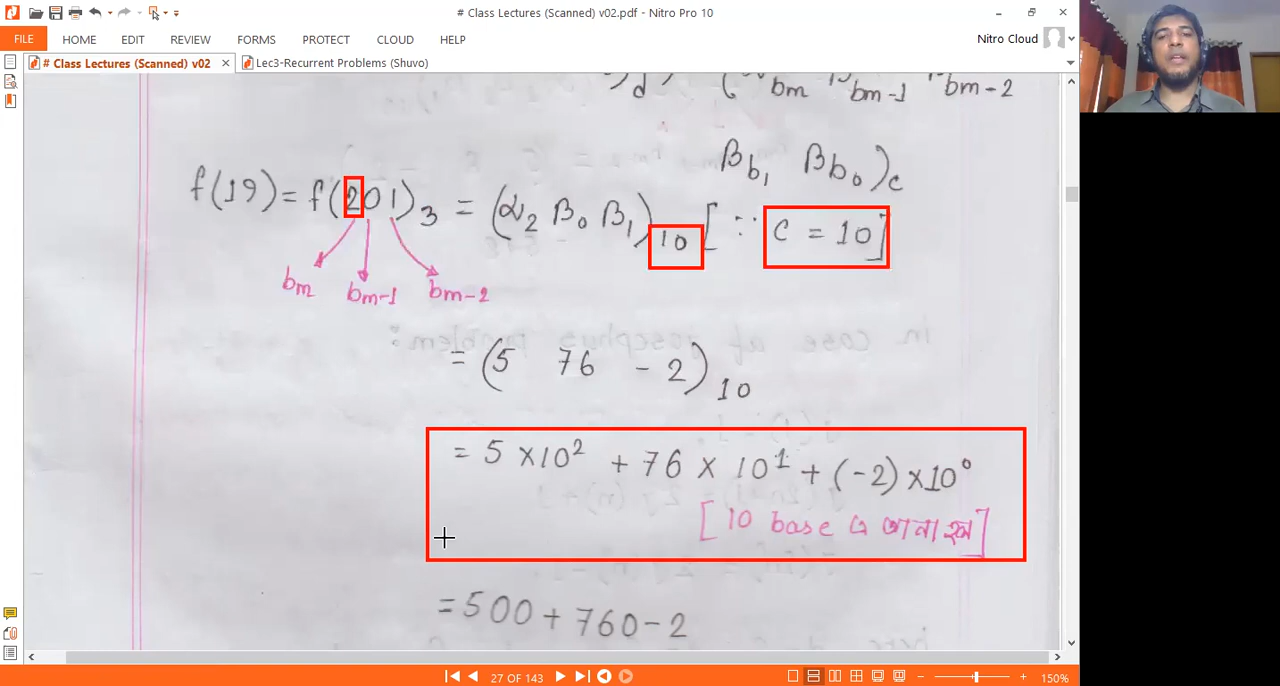 # Class Lectures (Scanned) v02.pdf - Nitro Pro 10
FILE HOME EDIT REVIEW FORMS PROTECT CLOUD HELP Nitro Cloud
# Class Lectures (Scanned) v02 Lec3-Recurrent Problems (Shuvo)
)d bm bm-1 bm-2
βb1 βb0)c
f(19) = f(201)3 = (α2 β0 β1)10 [∵ C = 10]
bm bm-1 bm-2
= (5 76 -2)10
= 5 ×10² + 76 × 10¹ + (-2) ×10⁰
[10 base এ আনা হল]
= 500 + 760 - 2
27 OF 143 150%